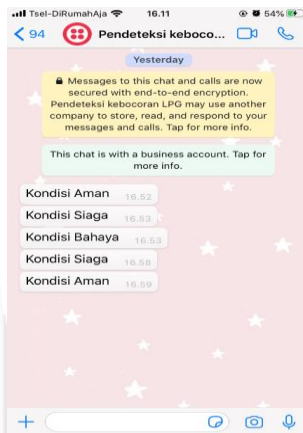 Tsel-DiRumahAja 16.11 54%
94 Pendeteksi keboco...
Yesterday
Messages to this chat and calls are now
secured with end-to-end encryption.
Pendeteksi kebocoran LPG may use another
company to store, read, and respond to your
messages and calls. Tap for more info.
This chat is with a business account. Tap for
more info.
Kondisi Aman 16.52
Kondisi Siaga 16.53
Kondisi Bahaya 16.53
Kondisi Siaga 16.58
Kondisi Aman 16.59